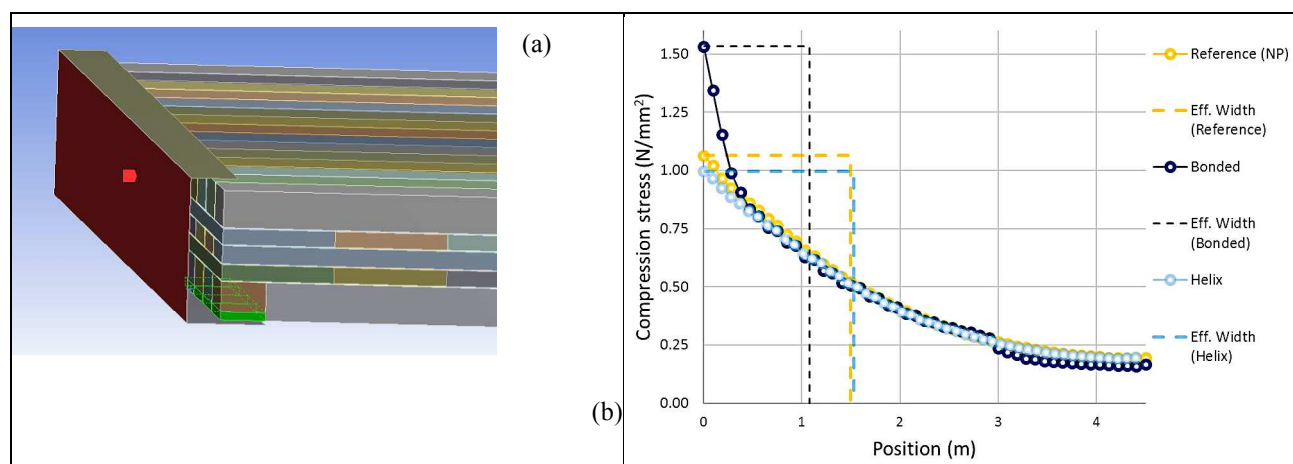 (a)
(b)
Compression stress (N/mm²)
1.50
1.25
1.00
0.75
0.50
0.25
0.00
0 1 2 3 4
Position (m)
Reference (NP)
Eff. Width
(Reference)
Bonded
Eff. Width
(Bonded)
Helix
Eff. Width
(Helix)